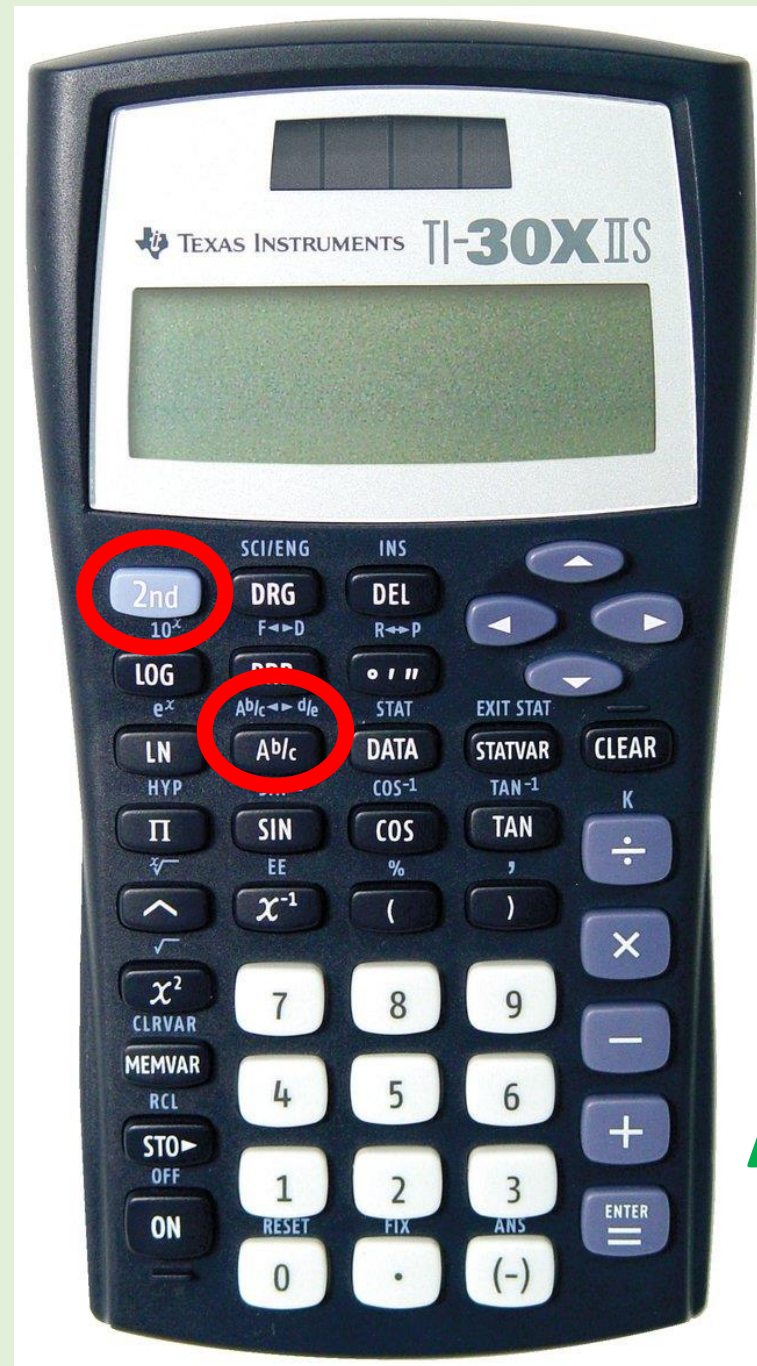 TEXAS INSTRUMENTS TI-30X IIS
SCI/ENG INS
2nd DRG DEL
10ˣ F◄►D R◄►P
LOG ° ' "
eˣ Ab/c◄► d/e STAT EXIT STAT
LN Ab/c DATA STATVAR CLEAR
HYP COS-1 TAN-1 K
π SIN COS TAN ÷
ˣ√ EE % ,
^ x-1 ( ) ×
√
x² 7 8 9 −
CLRVAR
MEMVAR 4 5 6 +
RCL
STO► 1 2 3 ENTER =
OFF RESET FIX ANS
ON 0 . (-)